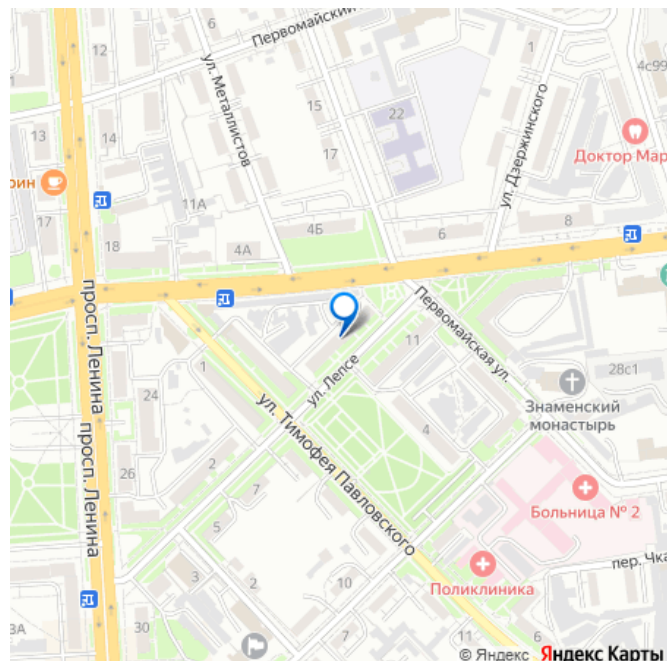 6
Первомайский
1
4с99
ул. Металлистов
15
22
13
14
17
ул. Дзержинского
Доктор Мар
рин
17
11А
18
4А
4Б
6
8
просп. Ленина
Первомайская ул.
24
1
ул. Лепсе
11
28с1
Знаменский
монастырь
просп. Ленина
ул. Тимофея Павловского
4
26
2
7
5
Больница № 2
3
2
10
Поликлиника
пер. Чка
3А
30
11
6
© Яндекс Яндекс Карты